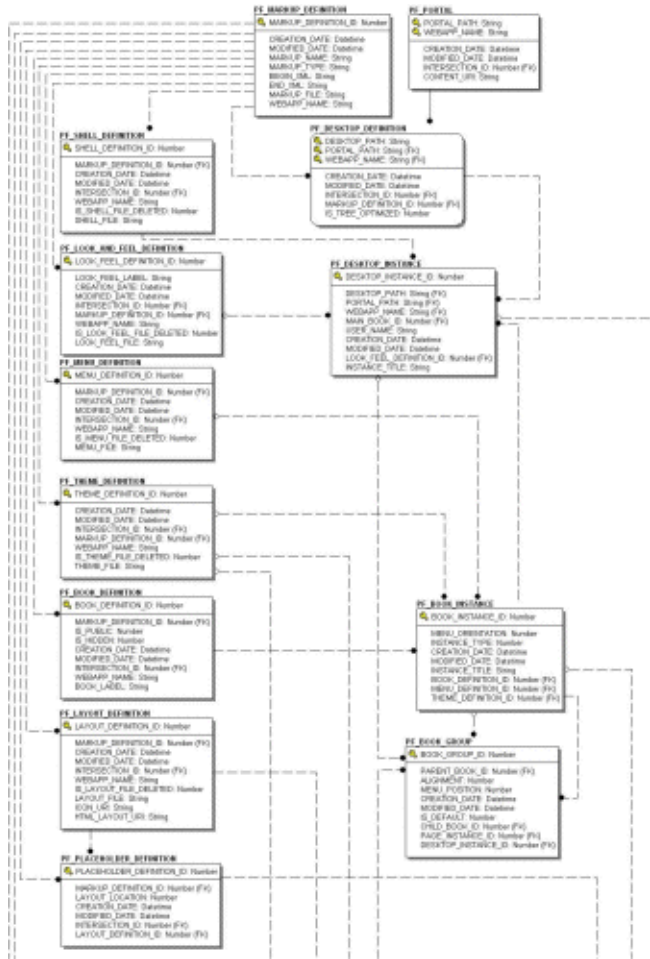 PF_MARKUP_DEFINITION
MARKUP_DEFINITION_ID: Number
CREATION_DATE: Datetime
MODIFIED_DATE: Datetime
MARKUP_NAME: String
MARKUP_TYPE: String
BEGIN_XML: String
END_XML: String
MARKUP_FILE: String
WEBAPP_NAME: String
PF_PORTAL
PORTAL_PATH: String
WEBAPP_NAME: String
CREATION_DATE: Datetime
MODIFIED_DATE: Datetime
INTERSECTION_ID: Number (FK)
CONTENT_URI: String
PF_SHELL_DEFINITION
SHELL_DEFINITION_ID: Number
MARKUP_DEFINITION_ID: Number (FK)
CREATION_DATE: Datetime
MODIFIED_DATE: Datetime
INTERSECTION_ID: Number (FK)
WEBAPP_NAME: String
IS_SHELL_FILE_DELETED: Number
SHELL_FILE: String
PF_DESKTOP_DEFINITION
DESKTOP_PATH: String
PORTAL_PATH: String (FK)
WEBAPP_NAME: String (FK)
CREATION_DATE: Datetime
MODIFIED_DATE: Datetime
INTERSECTION_ID: Number (FK)
MARKUP_DEFINITION_ID: Number (FK)
IS_TREE_OPTIMIZED: Number
PF_LOOK_AND_FEEL_DEFINITION
LOOK_FEEL_DEFINITION_ID: Number
LOOK_FEEL_LABEL: String
CREATION_DATE: Datetime
MODIFIED_DATE: Datetime
INTERSECTION_ID: Number (FK)
MARKUP_DEFINITION_ID: Number (FK)
WEBAPP_NAME: String
IS_LOOK_FEEL_FILE_DELETED: Number
LOOK_FEEL_FILE: String
PF_DESKTOP_INSTANCE
DESKTOP_INSTANCE_ID: Number
DESKTOP_PATH: String (FK)
PORTAL_PATH: String (FK)
WEBAPP_NAME: String (FK)
MAIN_BOOK_ID: Number (FK)
USER_NAME: String
CREATION_DATE: Datetime
MODIFIED_DATE: Datetime
LOOK_FEEL_DEFINITION_ID: Number (FK)
INSTANCE_TITLE: String
PF_MENU_DEFINITION
MENU_DEFINITION_ID: Number
MARKUP_DEFINITION_ID: Number (FK)
CREATION_DATE: Datetime
MODIFIED_DATE: Datetime
INTERSECTION_ID: Number (FK)
WEBAPP_NAME: String
IS_MENU_FILE_DELETED: Number
MENU_FILE: String
PF_THEME_DEFINITION
THEME_DEFINITION_ID: Number
CREATION_DATE: Datetime
MODIFIED_DATE: Datetime
INTERSECTION_ID: Number (FK)
MARKUP_DEFINITION_ID: Number (FK)
WEBAPP_NAME: String
IS_THEME_FILE_DELETED: Number
THEME_FILE: String
PF_BOOK_DEFINITION
BOOK_DEFINITION_ID: Number
MARKUP_DEFINITION_ID: Number (FK)
IS_PUBLIC: Number
IS_HIDDEN: Number
CREATION_DATE: Datetime
MODIFIED_DATE: Datetime
INTERSECTION_ID: Number (FK)
WEBAPP_NAME: String
BOOK_LABEL: String
PF_BOOK_INSTANCE
BOOK_INSTANCE_ID: Number
MENU_ORIENTATION: Number
INSTANCE_TYPE: Number
CREATION_DATE: Datetime
MODIFIED_DATE: Datetime
INSTANCE_TITLE: String
BOOK_DEFINITION_ID: Number (FK)
MENU_DEFINITION_ID: Number (FK)
THEME_DEFINITION_ID: Number (FK)
PF_LAYOUT_DEFINITION
LAYOUT_DEFINITION_ID: Number
MARKUP_DEFINITION_ID: Number (FK)
CREATION_DATE: Datetime
MODIFIED_DATE: Datetime
INTERSECTION_ID: Number (FK)
WEBAPP_NAME: String
IS_LAYOUT_FILE_DELETED: Number
LAYOUT_FILE: String
ICON_URI: String
HTML_LAYOUT_URI: String
PF_BOOK_GROUP
BOOK_GROUP_ID: Number
PARENT_BOOK_ID: Number (FK)
ALIGNMENT: Number
MENU_POSITION: Number
CREATION_DATE: Datetime
MODIFIED_DATE: Datetime
IS_DEFAULT: Number
CHILD_BOOK_ID: Number (FK)
PAGE_INSTANCE_ID: Number (FK)
DESKTOP_INSTANCE_ID: Number (FK)
PF_PLACEHOLDER_DEFINITION
PLACEHOLDER_DEFINITION_ID: Number
MARKUP_DEFINITION_ID: Number (FK)
LAYOUT_LOCATION: Number
CREATION_DATE: Datetime
MODIFIED_DATE: Datetime
INTERSECTION_ID: Number (FK)
LAYOUT_DEFINITION_ID: Number (FK)